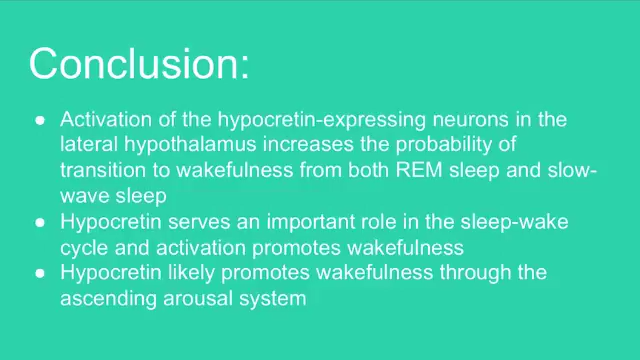 Conclusion:
● Activation of the hypocretin-expressing neurons in the
lateral hypothalamus increases the probability of
transition to wakefulness from both REM sleep and slow-
wave sleep
● Hypocretin serves an important role in the sleep-wake
cycle and activation promotes wakefulness
● Hypocretin likely promotes wakefulness through the
ascending arousal system